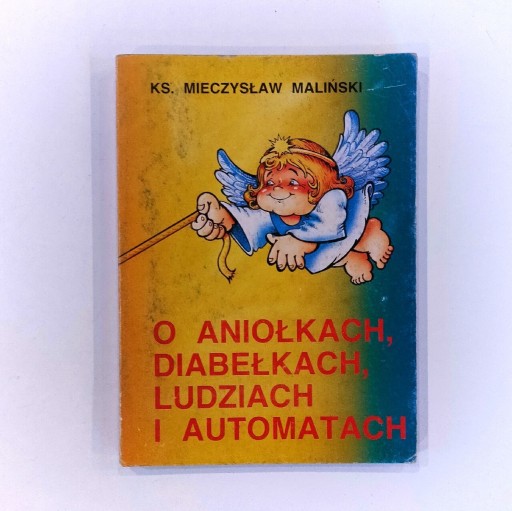 KS. MIECZYSŁAW MALIŃSKI
O ANIOŁKACH,
DIABEŁKACH,
LUDZIACH
I AUTOMATACH